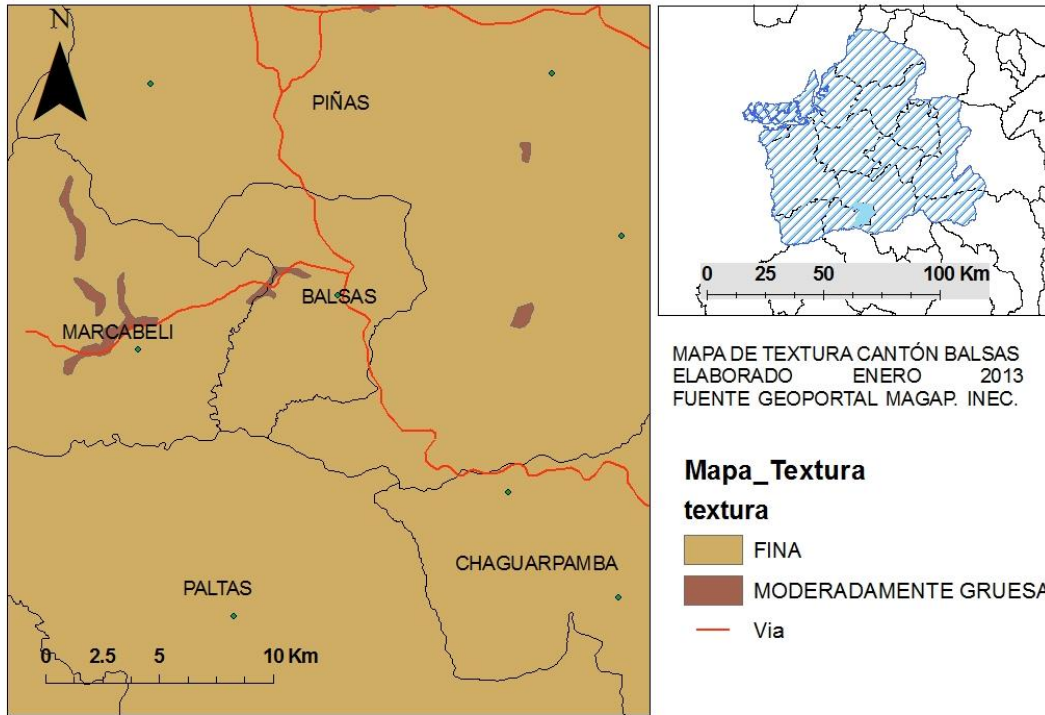 N
PIÑAS
BALSAS
MARCABELI
CHAGUARPAMBA
PALTAS
0 2.5 5 10 Km
0 25 50 100 Km
MAPA DE TEXTURA CANTÓN BALSAS
ELABORADO ENERO 2013
FUENTE GEOPORTAL MAGAP. INEC.
Mapa_Textura
textura
FINA
MODERADAMENTE GRUESA
Via